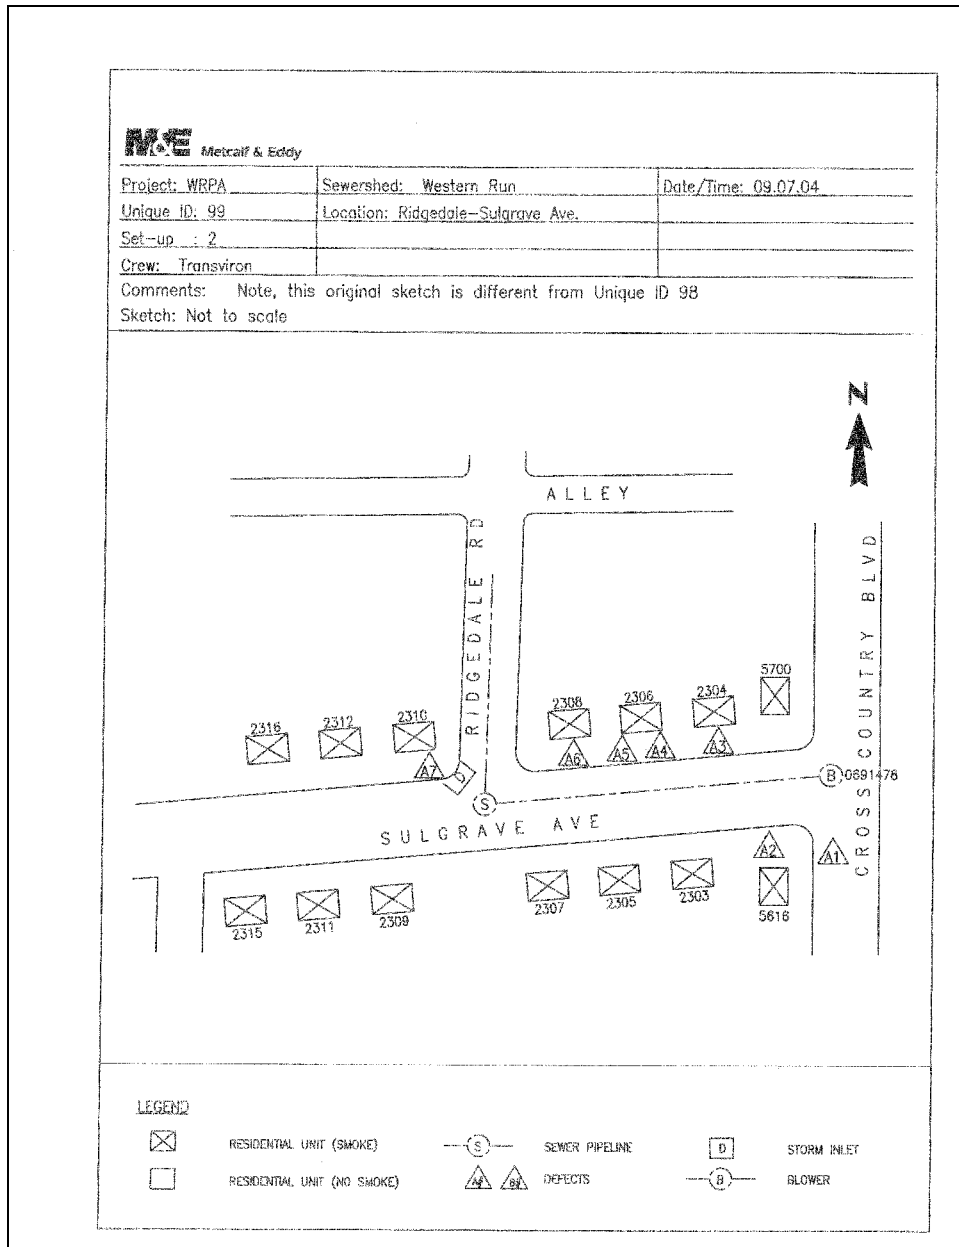 M&E Metcalf & Eddy
Project: WRPA Sewershed: Western Run Date/Time: 09.07.04
Unique ID: 99 Location: Ridgedale-Sulgrave Ave.
Set-up : 2
Crew: Transviron
Comments: Note, this original sketch is different from Unique ID 98
Sketch: Not to scale
N
ALLEY
RIDGEDALE RD
CROSS COUNTRY BLVD
5700
2304
2306
2308
2310
2312
2316
A7
D
A6
A5
A4
A3
B 0691476
S
SULGRAVE AVE
A2
A1
2315
2311
2309
2307
2305
2303
5616
LEGEND
RESIDENTIAL UNIT (SMOKE)
S SEWER PIPELINE
D STORM INLET
RESIDENTIAL UNIT (NO SMOKE)
DEFECTS
B BLOWER